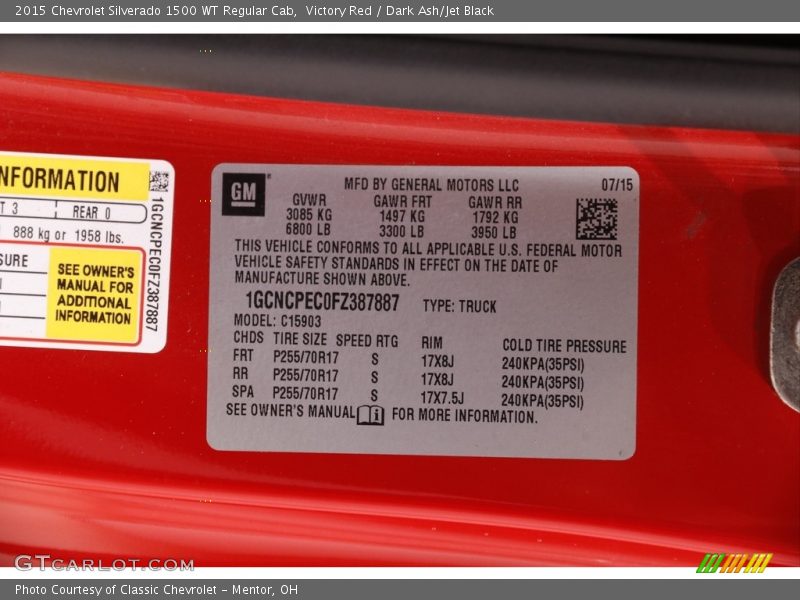 2015 Chevrolet Silverado 1500 WT Regular Cab,  Victory Red / Dark Ash/Jet Black
NFORMATION
T 3 REAR 0
888 kg or 1958 lbs.
SURE
SEE OWNER'S
MANUAL FOR
ADDITIONAL
INFORMATION
1GCNCPEC0FZ387887
GM
MFD BY GENERAL MOTORS LLC 07/15
GVWR GAWR FRT GAWR RR
3085 KG 1497 KG 1792 KG
6800 LB 3300 LB 3950 LB
THIS VEHICLE CONFORMS TO ALL APPLICABLE U.S. FEDERAL MOTOR
VEHICLE SAFETY STANDARDS IN EFFECT ON THE DATE OF
MANUFACTURE SHOWN ABOVE.
1GCNCPEC0FZ387887 TYPE: TRUCK
MODEL: C15903
CHDS TIRE SIZE SPEED RTG RIM COLD TIRE PRESSURE
FRT P255/70R17 S 17X8J 240KPA(35PSI)
RR P255/70R17 S 17X8J 240KPA(35PSI)
SPA P255/70R17 S 17X7.5J 240KPA(35PSI)
SEE OWNER'S MANUAL FOR MORE INFORMATION.
GTCARLOT.COM
Photo Courtesy of Classic Chevrolet - Mentor, OH